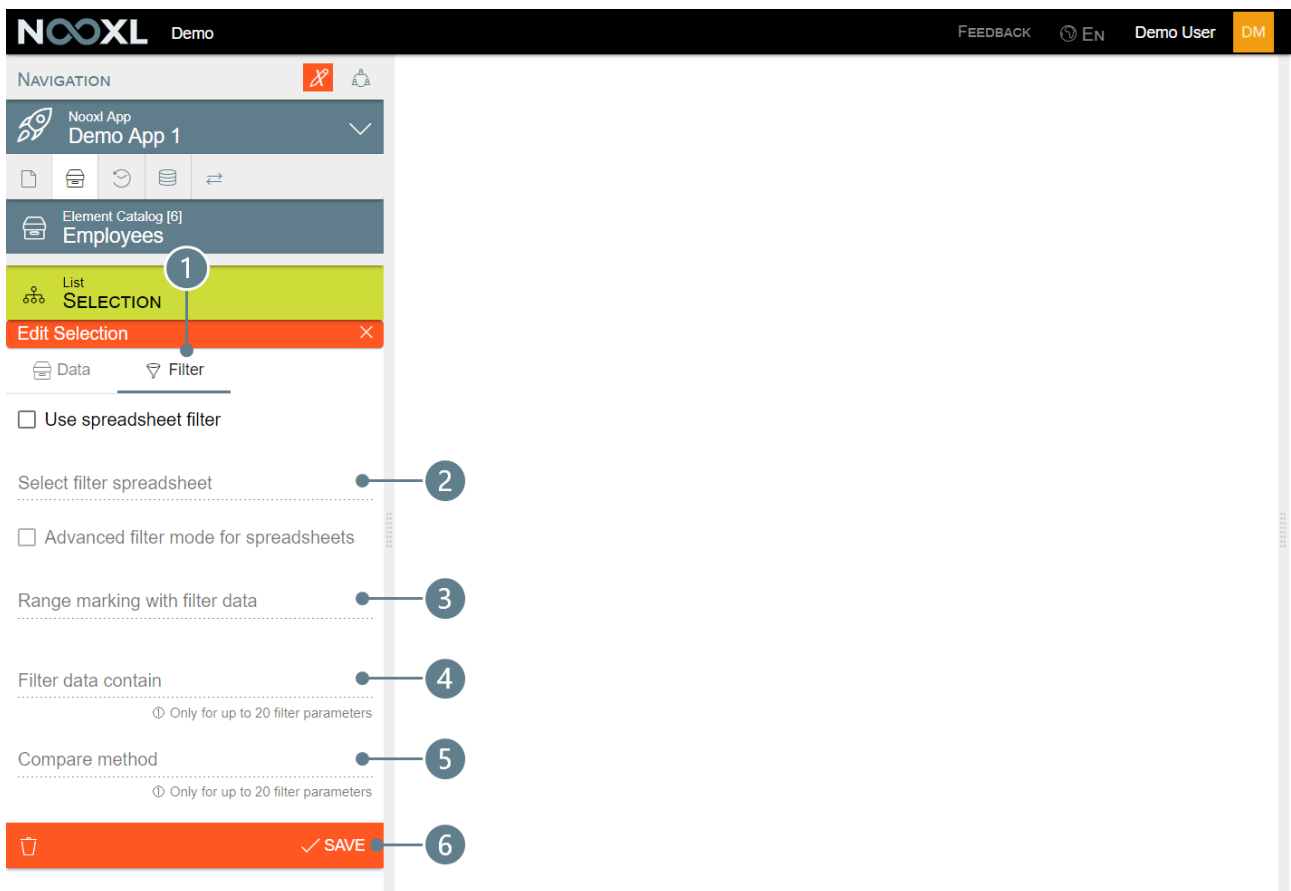 NOOXL Demo FEEDBACK EN Demo User DM
NAVIGATION
Nooxl App
Demo App 1
Element Catalog [6]
Employees
1
List
SELECTION
Edit Selection
Data Filter
Use spreadsheet filter
Select filter spreadsheet 2
Advanced filter mode for spreadsheets
Range marking with filter data 3
Filter data contain 4
Only for up to 20 filter parameters
Compare method 5
Only for up to 20 filter parameters
SAVE 6